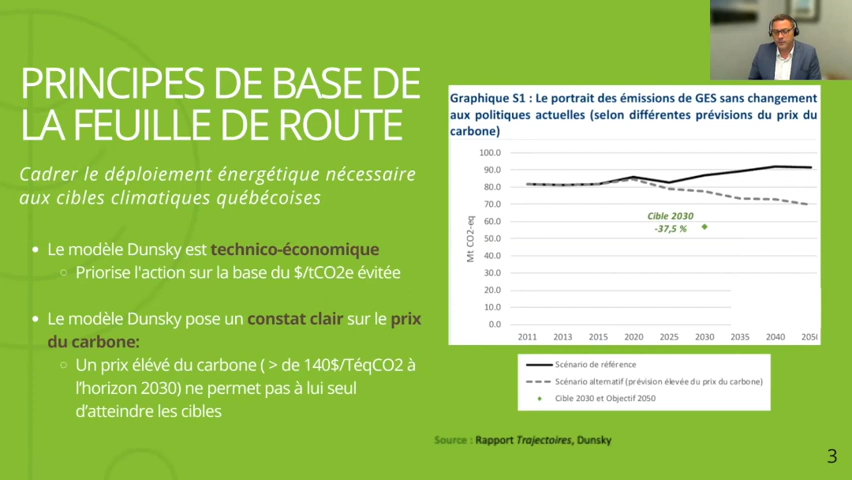 PRINCIPES DE BASE DE
LA FEUILLE DE ROUTE
Cadrer le déploiement énergétique nécessaire
aux cibles climatiques québécoises
Le modèle Dunsky est technico-économique
Priorise l'action sur la base du $/tCO2e évitée
Le modèle Dunsky pose un constat clair sur le prix
du carbone:
Un prix élévé du carbone ( > de 140$/TéqCO2 à
l'horizon 2030) ne permet pas à lui seul
d'atteindre les cibles
Graphique S1 : Le portrait des émissions de GES sans changement
aux politiques actuelles (selon différentes prévisions du prix du
carbone)
Mt CO2-eq
100.0
90.0
80.0
70.0
60.0
50.0
40.0
30.0
20.0
10.0
0.0
Cible 2030
-37,5 %
2011 2013 2015 2020 2025 2030 2035 2040
Scénario de référence
Scénario alternatif (prévision élevée du prix du carbone)
Cible 2030 et Objectif 2050
Source : Rapport Trajectoires, Dunsky
3